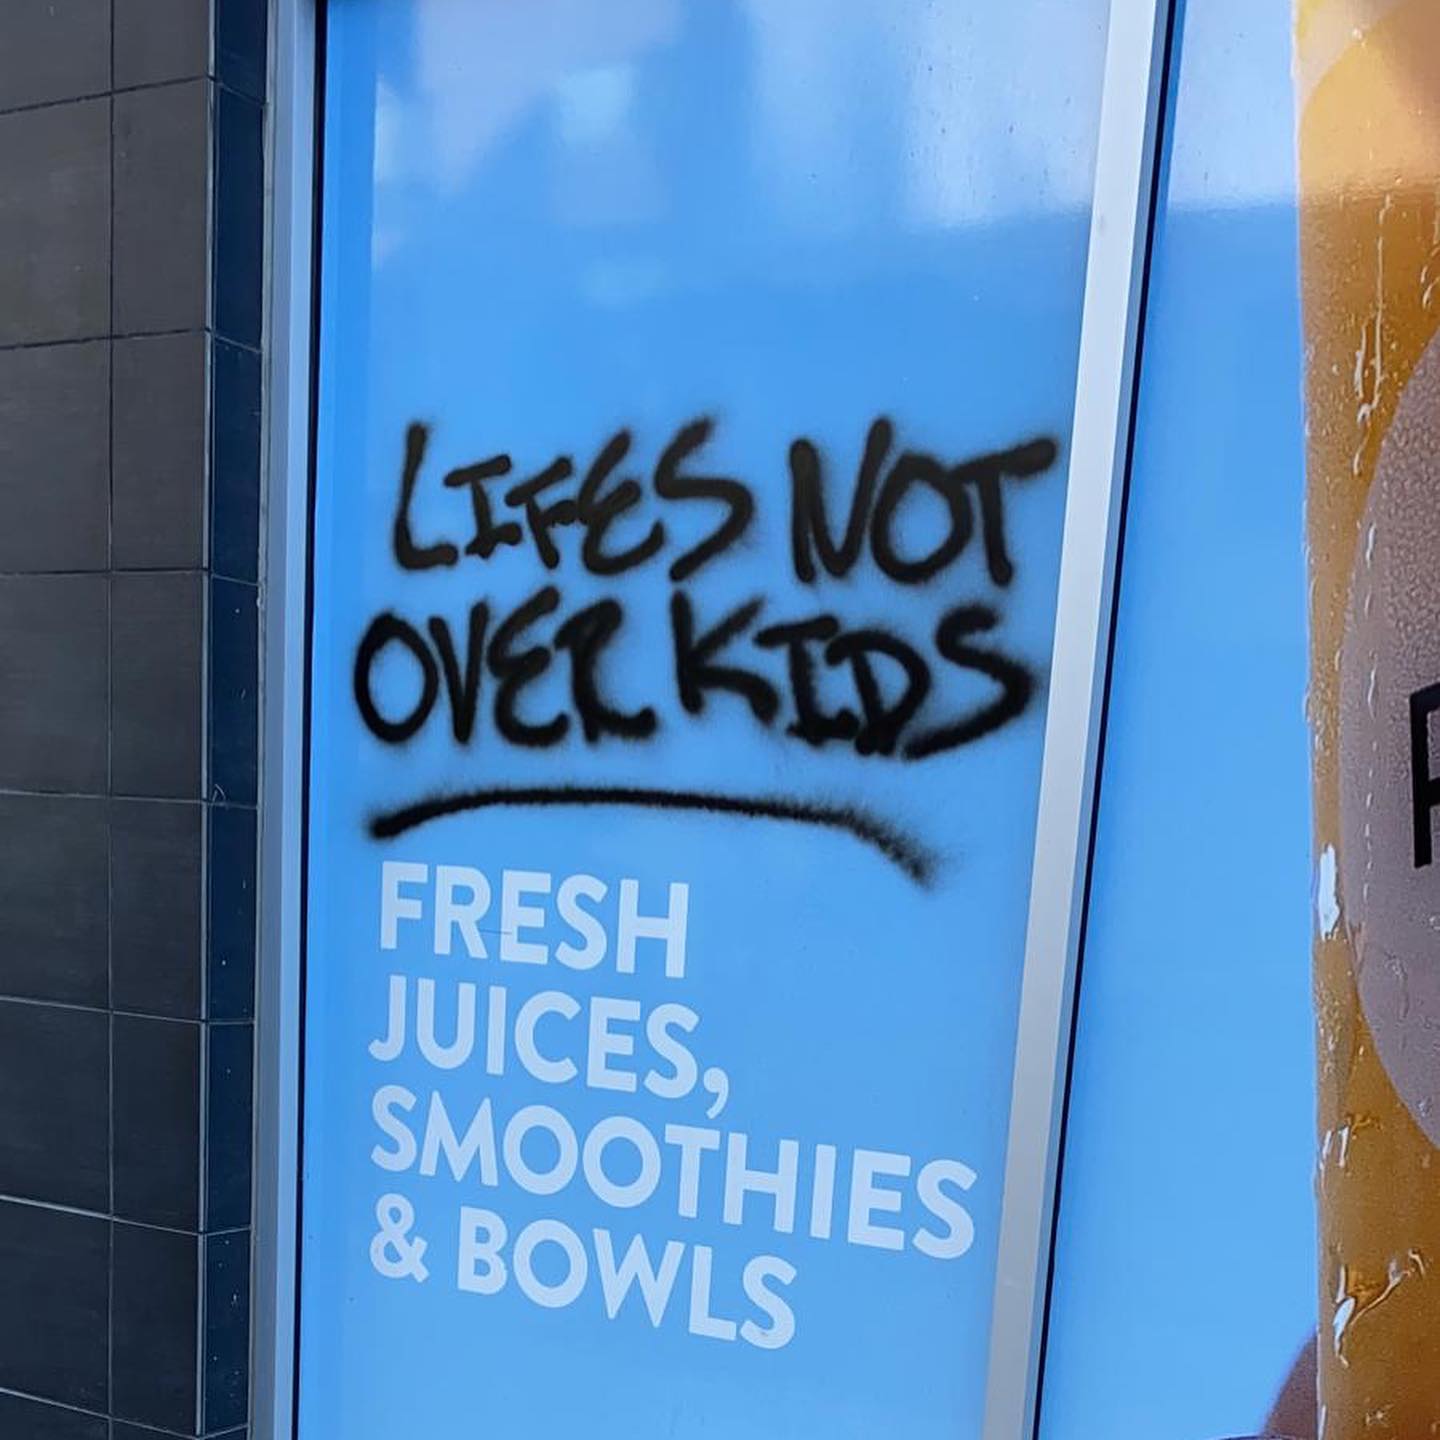 LIFES NOT
OVER KIDS
FRESH
JUICES,
SMOOTHIES
& BOWLS